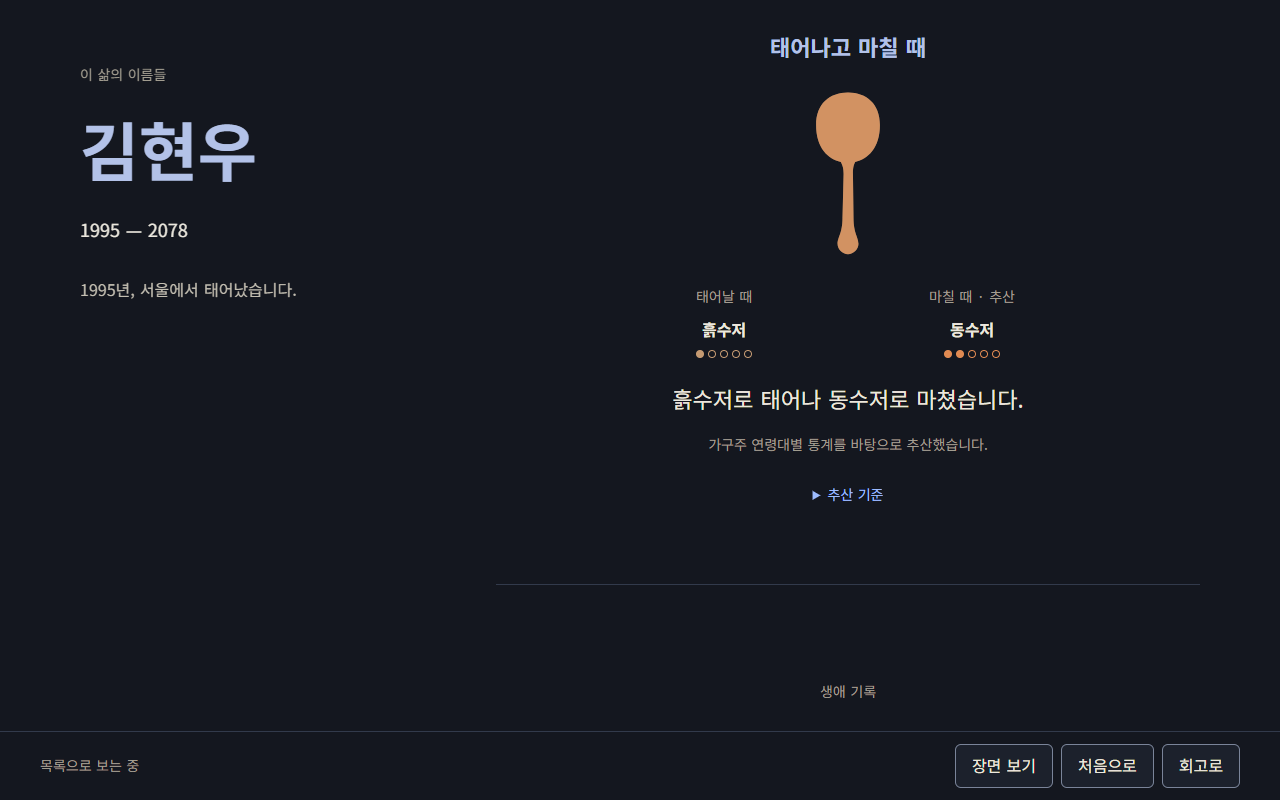 이 삶의 이름들
김현우
1995 — 2078
1995년, 서울에서 태어났습니다.
태어나고 마칠 때
태어날 때
흙수저
마칠 때 · 추산
동수저
흙수저로 태어나 동수저로 마쳤습니다.
가구주 연령대별 통계를 바탕으로 추산했습니다.
▶ 추산 기준
생애 기록
목록으로 보는 중
장면 보기
처음으로
회고로